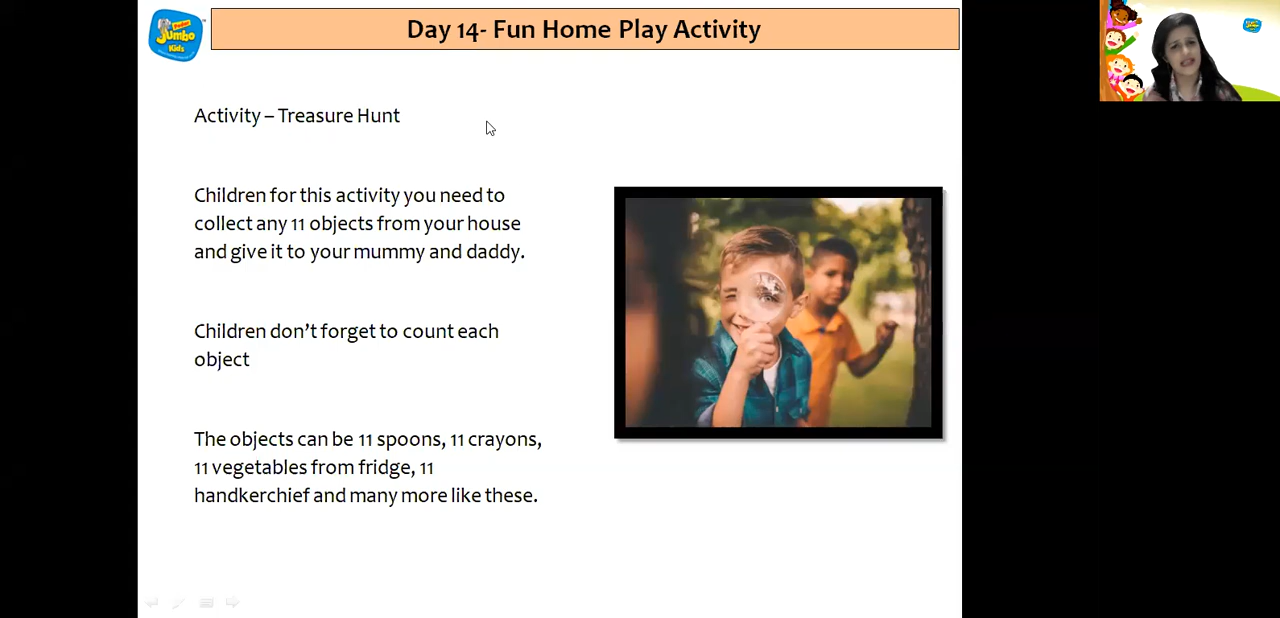 Podar
Jumbo
Kids
Day 14- Fun Home Play Activity
Activity – Treasure Hunt
Children for this activity you need to
collect any 11 objects from your house
and give it to your mummy and daddy.
Children don’t forget to count each
object
The objects can be 11 spoons, 11 crayons,
11 vegetables from fridge, 11
handkerchief and many more like these.